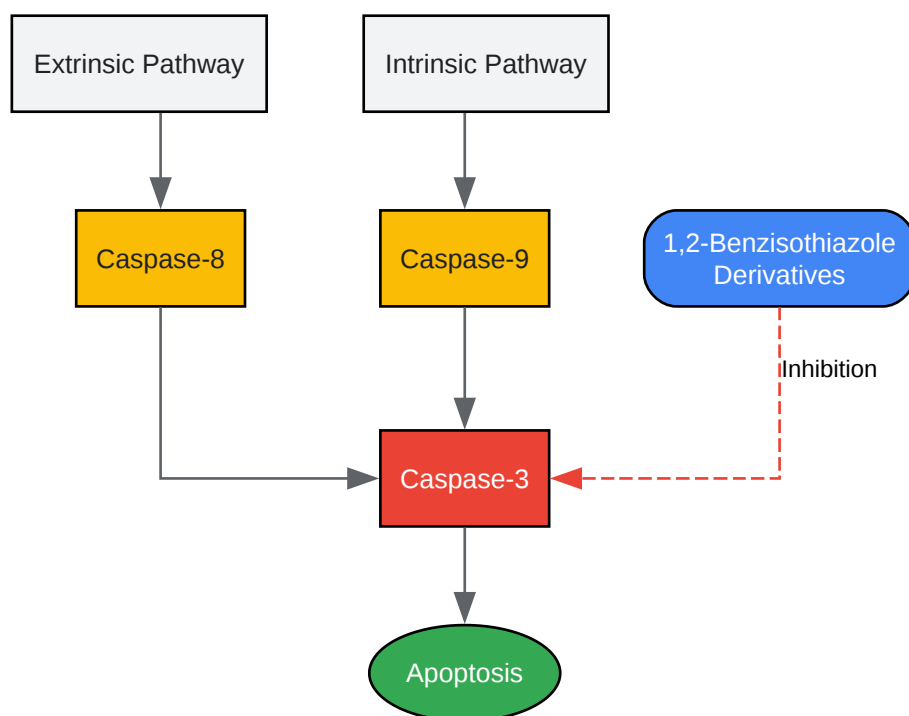 Extrinsic Pathway
Intrinsic Pathway
Caspase-8
Caspase-9
1,2-Benzisothiazole
Derivatives
Inhibition
Caspase-3
Apoptosis